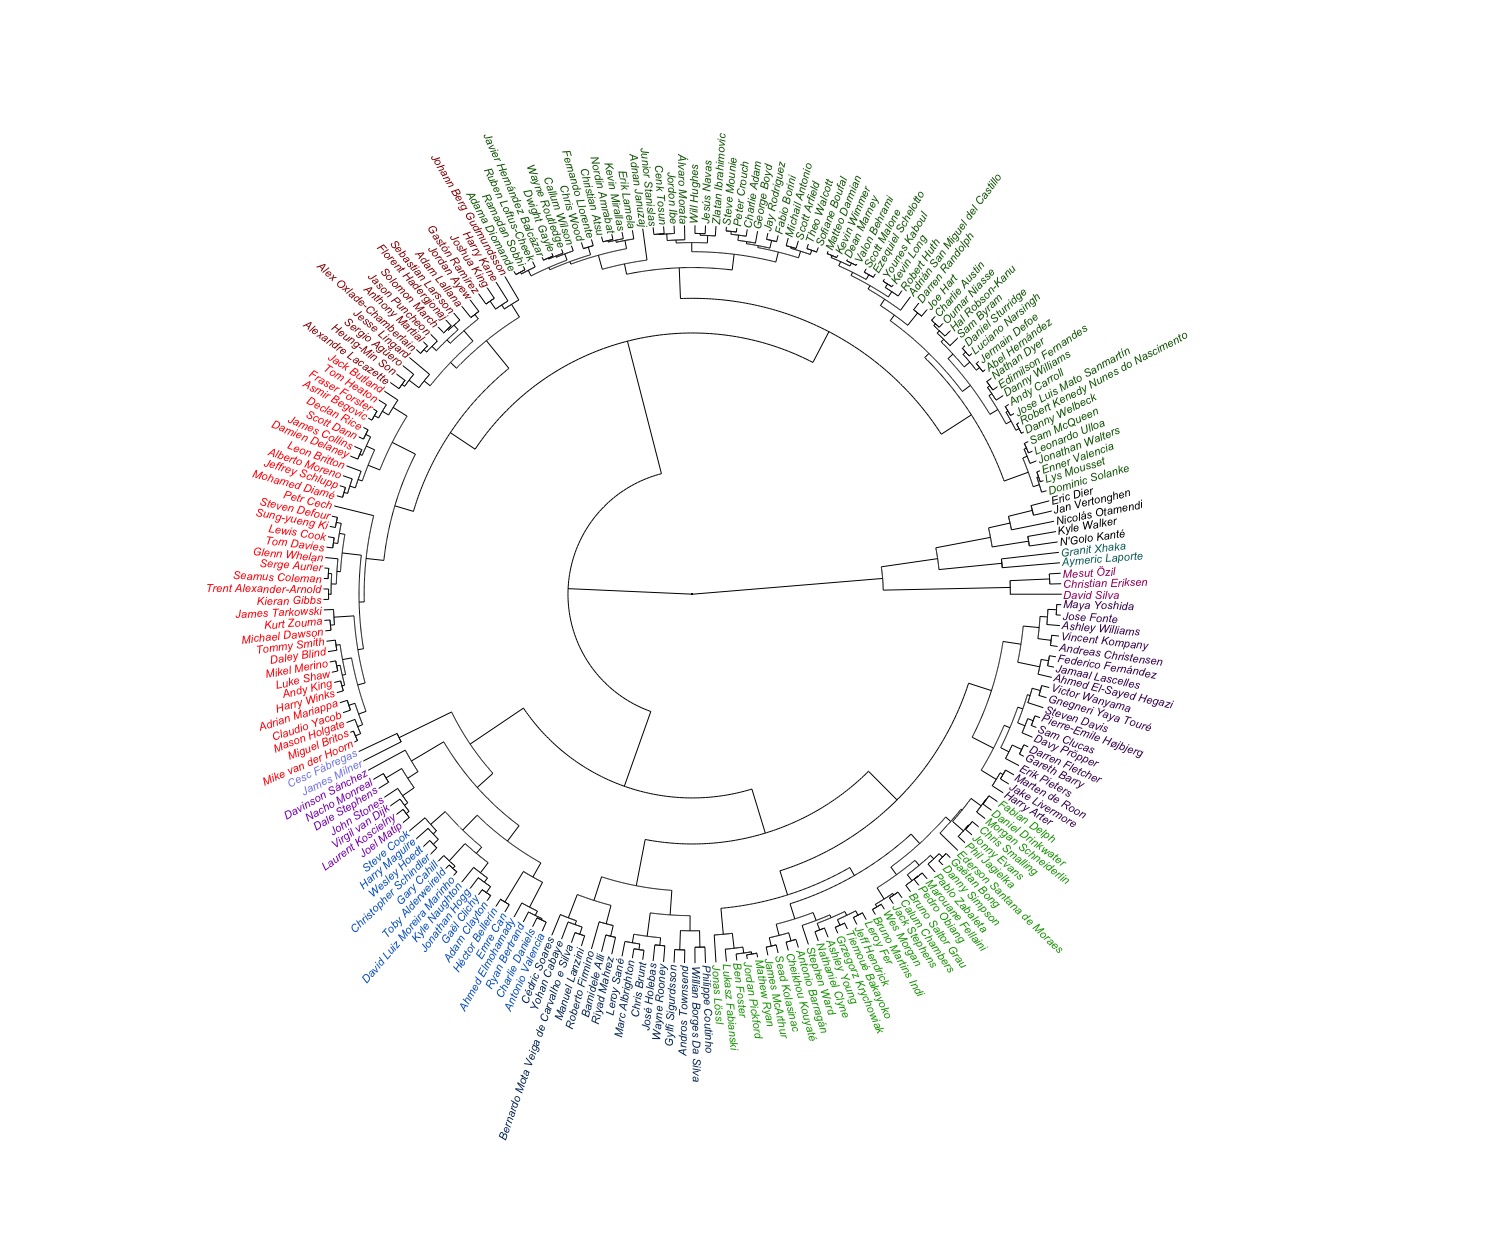 Johann Berg Gudmundsson
Javier Hernández Balcázar
Ruben Loftus-Cheek
Ramadan Sobhi
Adama Diomande
Wayne Routledge
Dwight Gayle
Callum Wilson
Chris Wood
Fernando Llorente
Christian Atsu
Nordin Amrabat
Kevin Mirallas
Erik Lamela
Adnan Januzaj
Junior Stanislas
Cenk Tosun
Jordon Ibe
Álvaro Morata
Will Hughes
Jesús Navas
Zlatan Ibrahimovic
Steve Mounie
Peter Crouch
Charlie Adam
George Boyd
Jay Rodriguez
Fabio Borini
Michail Antonio
Scott Arfield
Theo Walcott
Sofiane Boufal
Matteo Darmian
Kevin Wimmer
Dean Marney
Valon Behrami
Scott Malone
Ezequiel Schelotto
Younes Kaboul
Kevin Long
Robert Huth
Adrián San Miguel del Castillo
Darren Randolph
Joe Hart
Charlie Austin
Oumar Niasse
Hal Robson-Kanu
Sam Byram
Daniel Sturridge
Luciano Narsingh
Jermain Defoe
Abel Hernández
Nathan Dyer
Edimilson Fernandes
Danny Williams
Andy Carroll
Jose Luis Mato Sanmartín
Robert Kenedy Nunes do Nascimento
Danny Welbeck
Sam McQueen
Leonardo Ulloa
Jonathan Walters
Enner Valencia
Lys Mousset
Dominic Solanke
Eric Dier
Jan Vertonghen
Nicolás Otamendi
Kyle Walker
N'Golo Kanté
Granit Xhaka
Aymeric Laporte
Mesut Özil
Christian Eriksen
David Silva
Maya Yoshida
Jose Fonte
Ashley Williams
Vincent Kompany
Andreas Christensen
Federico Fernández
Jamaal Lascelles
Ahmed El-Sayed Hegazi
Victor Wanyama
Gnegneri Yaya Touré
Steven Davis
Pierre-Emile Højbjerg
Sam Clucas
Davy Pröpper
Darren Fletcher
Gareth Barry
Erik Pieters
Marten de Roon
Jake Livermore
Harry Arter
Fabian Delph
Daniel Drinkwater
Morgan Schneiderlin
Chris Smalling
Jonny Evans
Phil Jagielka
Ederson Santana de Moraes
Gaëtan Bong
Danny Simpson
Pablo Zabaleta
Marouane Fellaini
Pedro Obiang
Bruno Saltor Grau
Calum Chambers
Jack Stephens
Wes Morgan
Bruno Martins Indi
Leroy Fer
Jeff Hendrick
Tiemoué Bakayoko
Grzegorz Krychowiak
Ashley Young
Nathaniel Clyne
Stephen Ward
Antonio Barragán
Cheikhou Kouyaté
Sead Kolasinac
James McArthur
Mathew Ryan
Jordan Pickford
Ben Foster
Lukasz Fabianski
Jonas Lössl
Philippe Coutinho
Willian Borges Da Silva
Andros Townsend
Gylfi Sigurdsson
Wayne Rooney
José Holebas
Chris Brunt
Marc Albrighton
Leroy Sané
Riyad Mahrez
Bamidele Alli
Roberto Firmino
Manuel Lanzini
Bernardo Mota Veiga de Carvalho e Silva
Yohan Cabaye
Cédric Soares
Antonio Valencia
Charlie Daniels
Ryan Bertrand
Ahmed Elmohamady
Emre Can
Héctor Bellerín
Adam Clayton
Gaël Clichy
Jonathan Hogg
Kyle Naughton
David Luiz Moreira Marinho
Toby Alderweireld
Gary Cahill
Christopher Schindler
Wesley Hoedt
Harry Maguire
Steve Cook
Joel Matip
Laurent Koscielny
Virgil van Dijk
John Stones
Dale Stephens
Nacho Monreal
Davinson Sánchez
James Milner
Cesc Fàbregas
Mike van der Hoorn
Miguel Britos
Mason Holgate
Claudio Yacob
Adrian Mariappa
Harry Winks
Andy King
Luke Shaw
Mikel Merino
Daley Blind
Tommy Smith
Michael Dawson
Kurt Zouma
James Tarkowski
Kieran Gibbs
Trent Alexander-Arnold
Seamus Coleman
Serge Aurier
Glenn Whelan
Tom Davies
Lewis Cook
Sung-yueng Ki
Steven Defour
Petr Cech
Mohamed Diamé
Jeffrey Schlupp
Alberto Moreno
Leon Britton
Damien Delaney
James Collins
Scott Dann
Declan Rice
Asmir Begovic
Fraser Forster
Tom Heaton
Jack Butland
Alexandre Lacazette
Heung-Min Son
Sergio Agüero
Jesse Lingard
Alex Oxlade-Chamberlain
Anthony Martial
Jason Puncheon
Solomon March
Florent Hadergjonaj
Sebastian Larsson
Adam Lallana
Jordan Ayew
Gastón Ramírez
Joshua King
Harry Kane